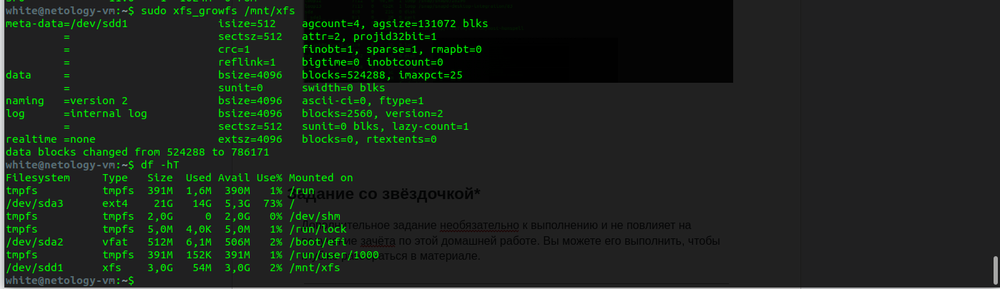 white@netology-vm:~$ sudo xfs_growfs /mnt/xfs
meta-data=/dev/sdd1              isize=512    agcount=4, agsize=131072 blks
         =                       sectsz=512   attr=2, projid32bit=1
         =                       crc=1        finobt=1, sparse=1, rmapbt=0
         =                       reflink=1    bigtime=0 inobtcount=0
data     =                       bsize=4096   blocks=524288, imaxpct=25
         =                       sunit=0      swidth=0 blks
naming   =version 2              bsize=4096   ascii-ci=0, ftype=1
log      =internal log           bsize=4096   blocks=2560, version=2
         =                       sectsz=512   sunit=0 blks, lazy-count=1
realtime =none                   extsz=4096   blocks=0, rtextents=0
data blocks changed from 524288 to 786171
white@netology-vm:~$ df -hT
Filesystem     Type   Size  Used Avail Use% Mounted on
tmpfs          tmpfs  391M  1,6M  390M   1% /run
/dev/sda3      ext4    21G   14G  5,3G  73% /
tmpfs          tmpfs  2,0G     0  2,0G   0% /dev/shm
tmpfs          tmpfs  5,0M  4,0K  5,0M   1% /run/lock
/dev/sda2      vfat   512M  6,1M  506M   2% /boot/efi
tmpfs          tmpfs  391M  152K  391M   1% /run/user/1000
/dev/sdd1      xfs    3,0G   54M  3,0G   2% /mnt/xfs
white@netology-vm:~$
Задание со звёздочкой*
необязательно к выполнению и не повлияет на
зачёта по этой домашней работе. Вы можете его выполнить, чтобы
в материале.